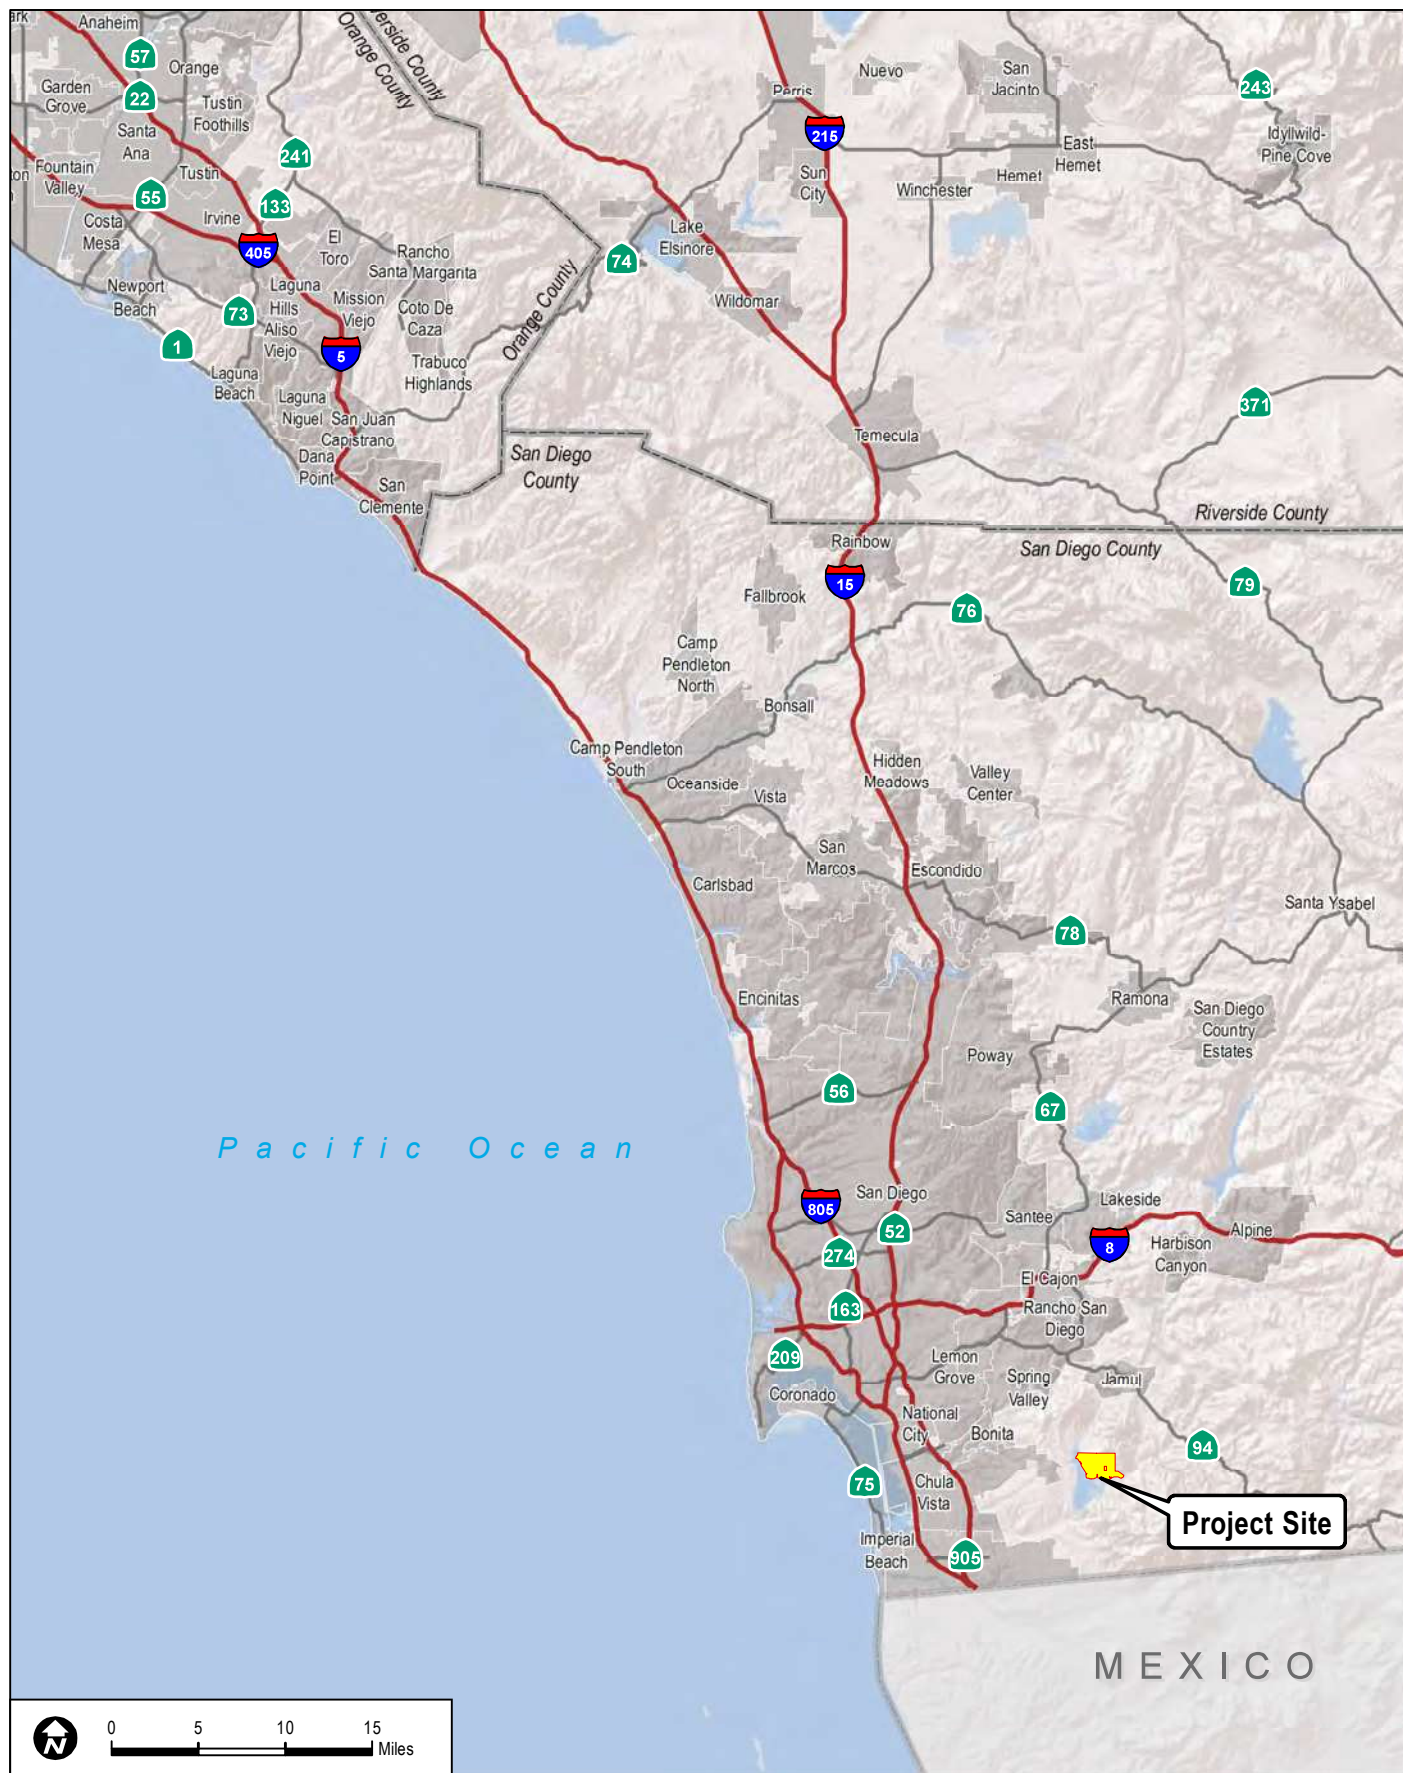 ark
Anaheim
57
Orange
Garden
Grove
22
Tustin
Foothills
Santa
Ana
241
Fountain
Valley
ton
Tustin
55
133
Irvine
Costa
Mesa
405
El
Toro
Rancho
Santa Margarita
Newport
Beach
Laguna
Hills
Mission
Viejo
Coto De
Caza
73
Aliso
Viejo
1
5
Trabuco
Highlands
Laguna
Beach
Laguna
Niguel
San Juan
Capistrano
Dana
Point
San
Clemente
verside County
Orange County
Orange County
San Diego
County
74
Lake
Elsinore
Wildomar
Perris
Nuevo
San
Jacinto
243
215
Idyllwild-
Pine Cove
East
Hemet
Sun
City
Winchester
Hemet
371
Temecula
Riverside County
San Diego County
Rainbow
15
79
Fallbrook
76
Camp
Pendleton
North
Bonsall
Camp Pendleton
South
Oceanside
Vista
Hidden
Meadows
Valley
Center
San
Marcos
Escondido
Carlsbad
Santa Ysabel
78
Encinitas
Ramona
San Diego
Country
Estates
Poway
56
67
Pacific Ocean
San Diego
Lakeside
805
Santee
52
274
8
Harbison
Canyon
Alpine
El Cajon
163
Rancho San
Diego
209
Lemon
Grove
Spring
Valley
Jamul
Coronado
National
City
Bonita
94
75
Chula
Vista
Project Site
Imperial
Beach
905
MEXICO
N
0 5 10 15
Miles